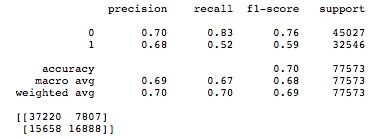 precision recall f1-score support
0 0.70 0.83 0.76 45027
1 0.68 0.52 0.59 32546
accuracy 0.70 77573
macro avg 0.69 0.67 0.68 77573
weighted avg 0.70 0.70 0.69 77573
[[37220 7807]
[15658 16888]]